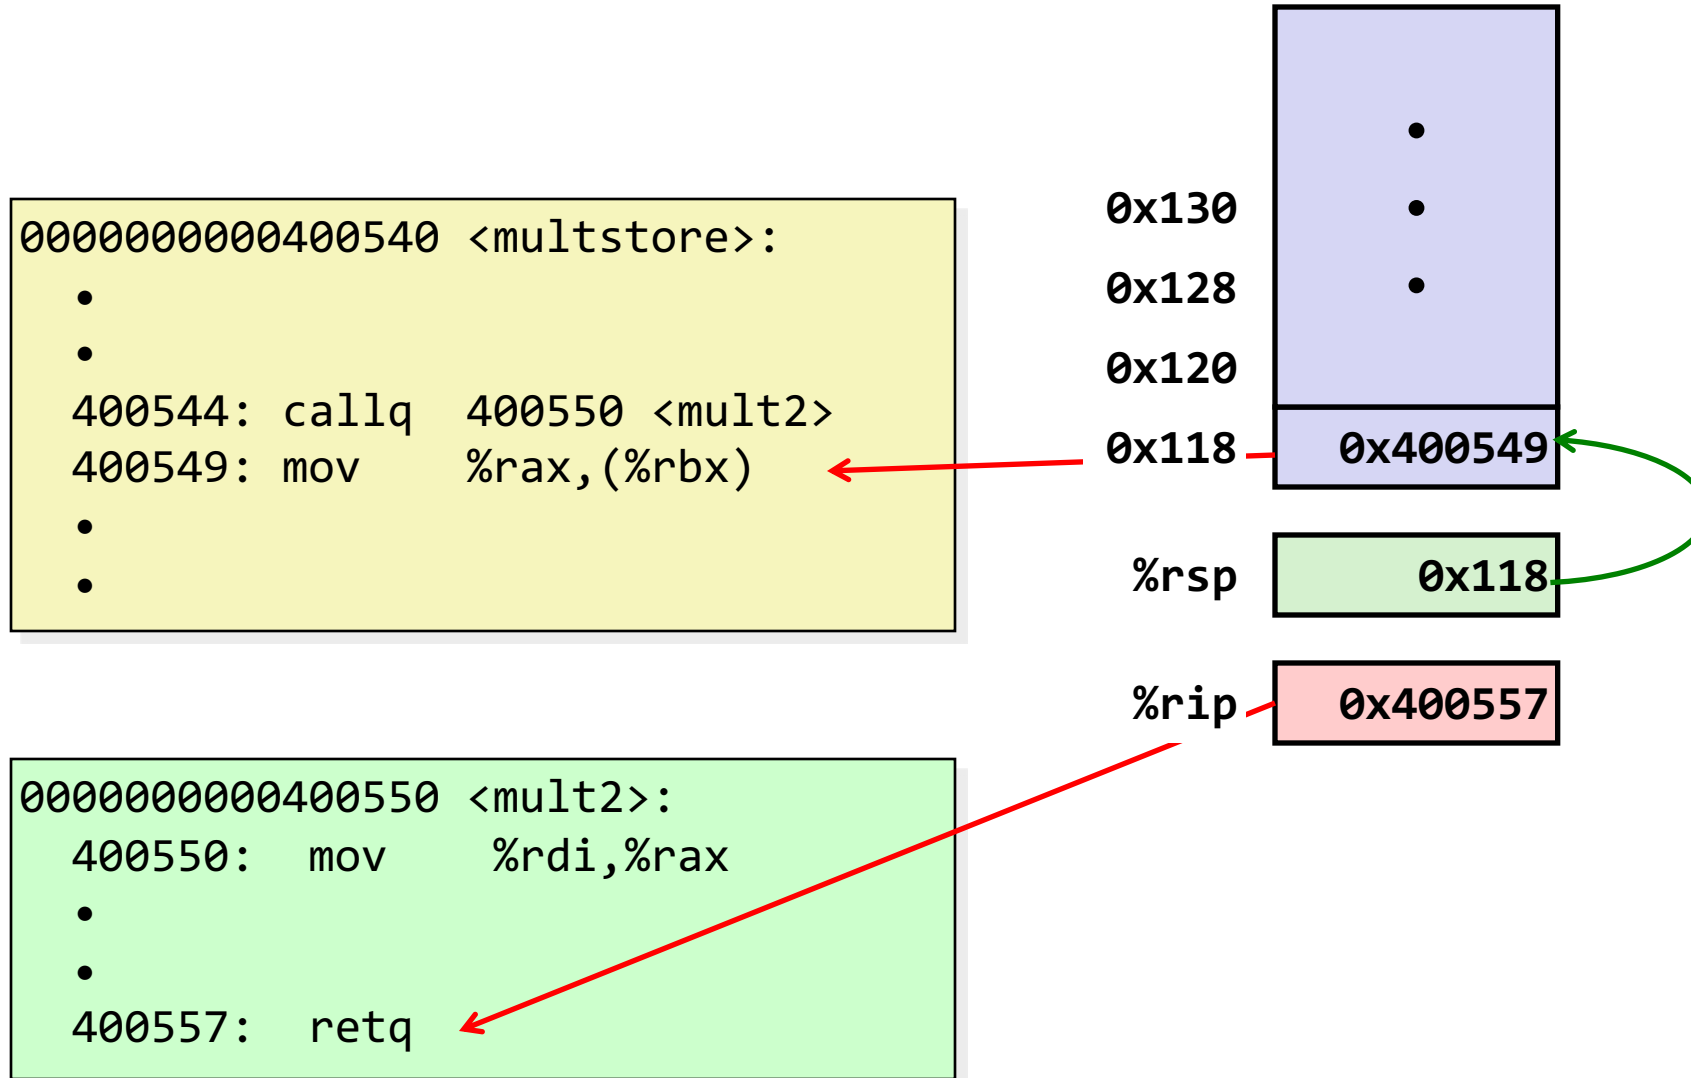 0000000000400540 <multstore>:
•
•
400544: callq 400550 <mult2>
400549: mov %rax,(%rbx)
•
•
0000000000400550 <mult2>:
400550: mov %rdi,%rax
•
•
400557: retq
•
0x130 •
0x128 •
0x120
0x118 0x400549
%rsp 0x118
%rip 0x400557